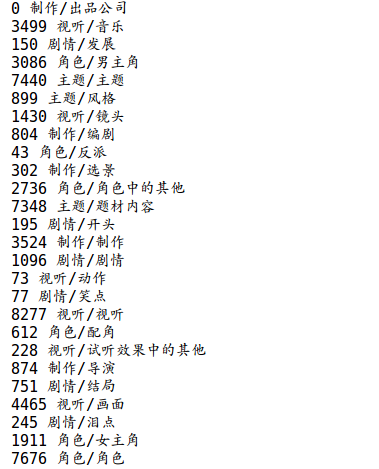 0 制作/出品公司
3499 视听/音乐
150 剧情/发展
3086 角色/男主角
7440 主题/主题
899 主题/风格
1430 视听/镜头
804 制作/编剧
43 角色/反派
302 制作/选景
2736 角色/角色中的其他
7348 主题/题材内容
195 剧情/开头
3524 制作/制作
1096 剧情/剧情
73 视听/动作
77 剧情/笑点
8277 视听/视听
612 角色/配角
228 视听/试听效果中的其他
874 制作/导演
751 剧情/结局
4465 视听/画面
245 剧情/泪点
1911 角色/女主角
7676 角色/角色